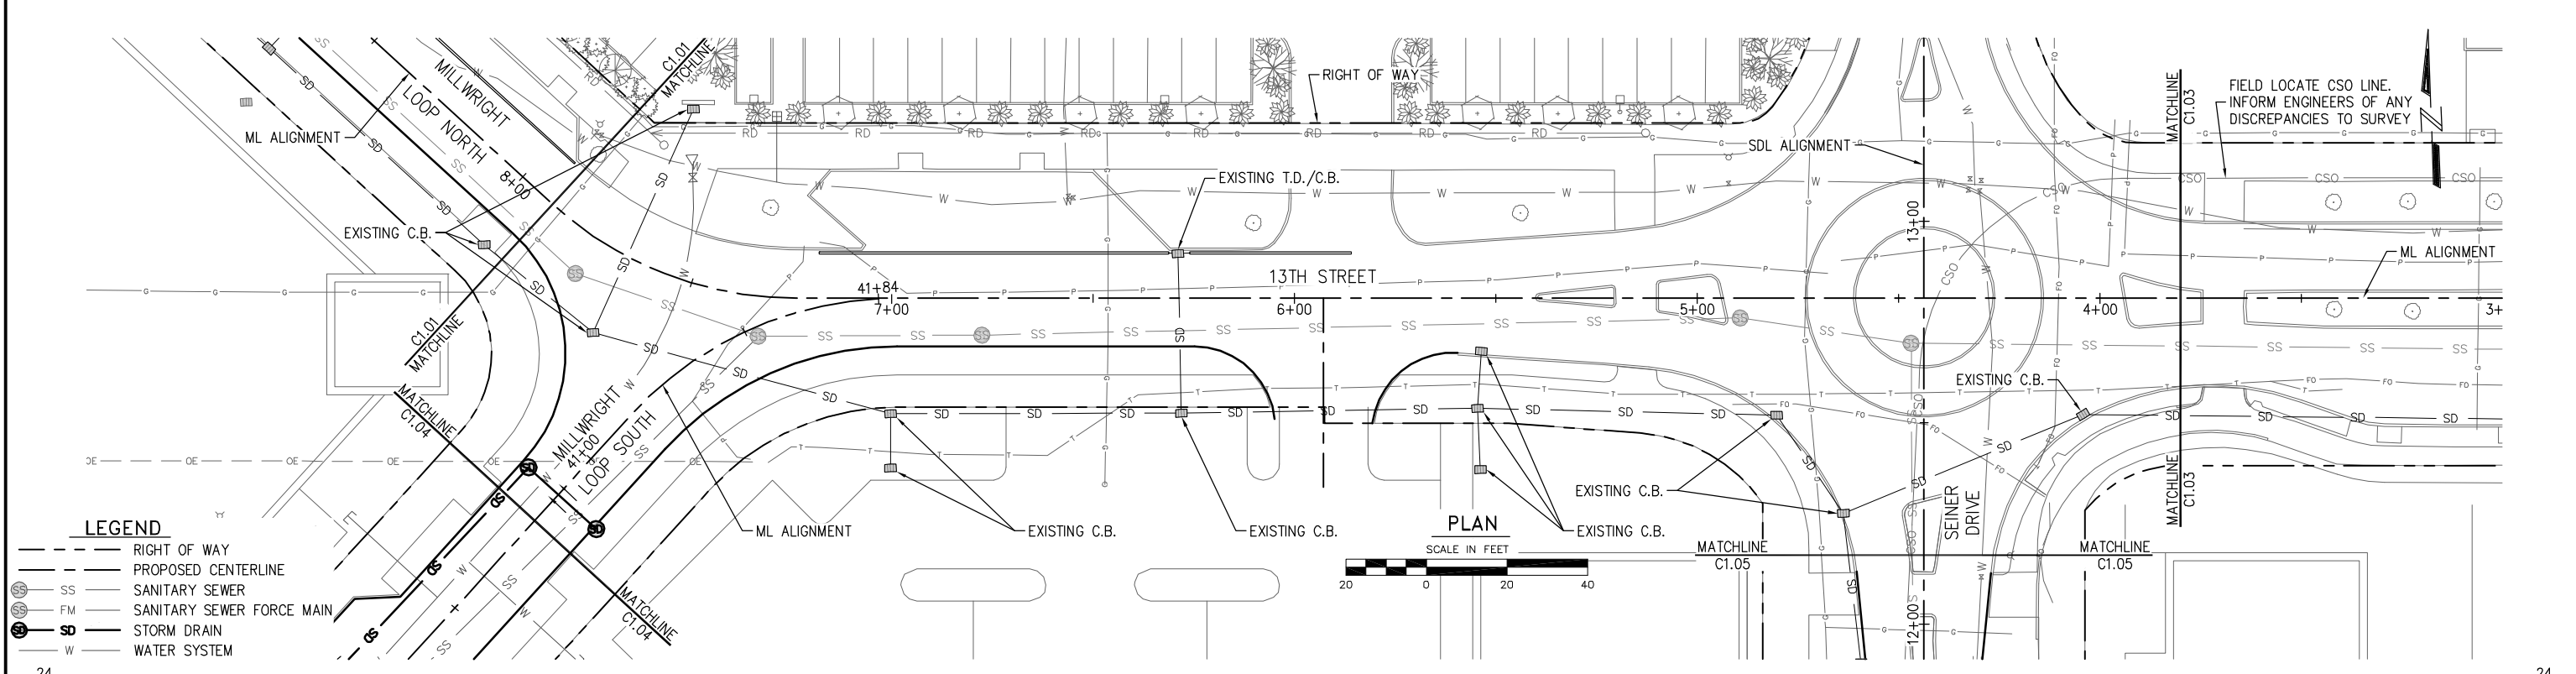 C1.01
MATCHLINE
MILLWRIGHT
LOOP NORTH
ML ALIGNMENT
8+00
RIGHT OF WAY
MATCHLINE
C1.03
FIELD LOCATE CSO LINE.
INFORM ENGINEERS OF ANY
DISCREPANCIES TO SURVEY
N
SDL ALIGNMENT
EXISTING T.D./C.B.
EXISTING C.B.
13+00
ML ALIGNMENT
13TH STREET
41+84
7+00
6+00
5+00
4+00
3+
C1.01
MATCHLINE
MATCHLINE
C1.04
MILLWRIGHT
41+00
LOOP SOUTH
EXISTING C.B.
EXISTING C.B.
MATCHLINE
C1.03
SEINER
DRIVE
ML ALIGNMENT
EXISTING C.B.
EXISTING C.B.
EXISTING C.B.
PLAN
SCALE IN FEET
20 0 20 40
MATCHLINE
C1.05
MATCHLINE
C1.05
12+00
MATCHLINE
C1.04
LEGEND
RIGHT OF WAY
PROPOSED CENTERLINE
SS SS SANITARY SEWER
SS FM SANITARY SEWER FORCE MAIN
SD SD STORM DRAIN
W WATER SYSTEM
24
24